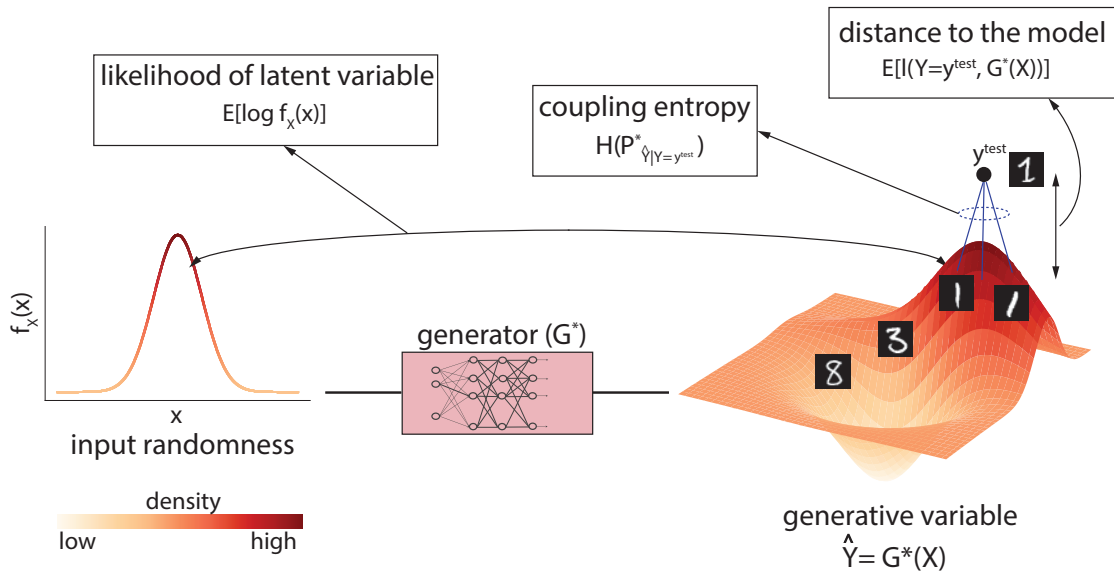 likelihood of latent variable
E[log f_X(x)]
coupling entropy
H(P*_{Ŷ|Y=y^test})
distance to the model
E[l(Y=y^test, G*(X))]
y^test
1
1
1
3
8
f_X(x)
x
input randomness
generator (G*)
density
low
high
generative variable
Ŷ= G*(X)